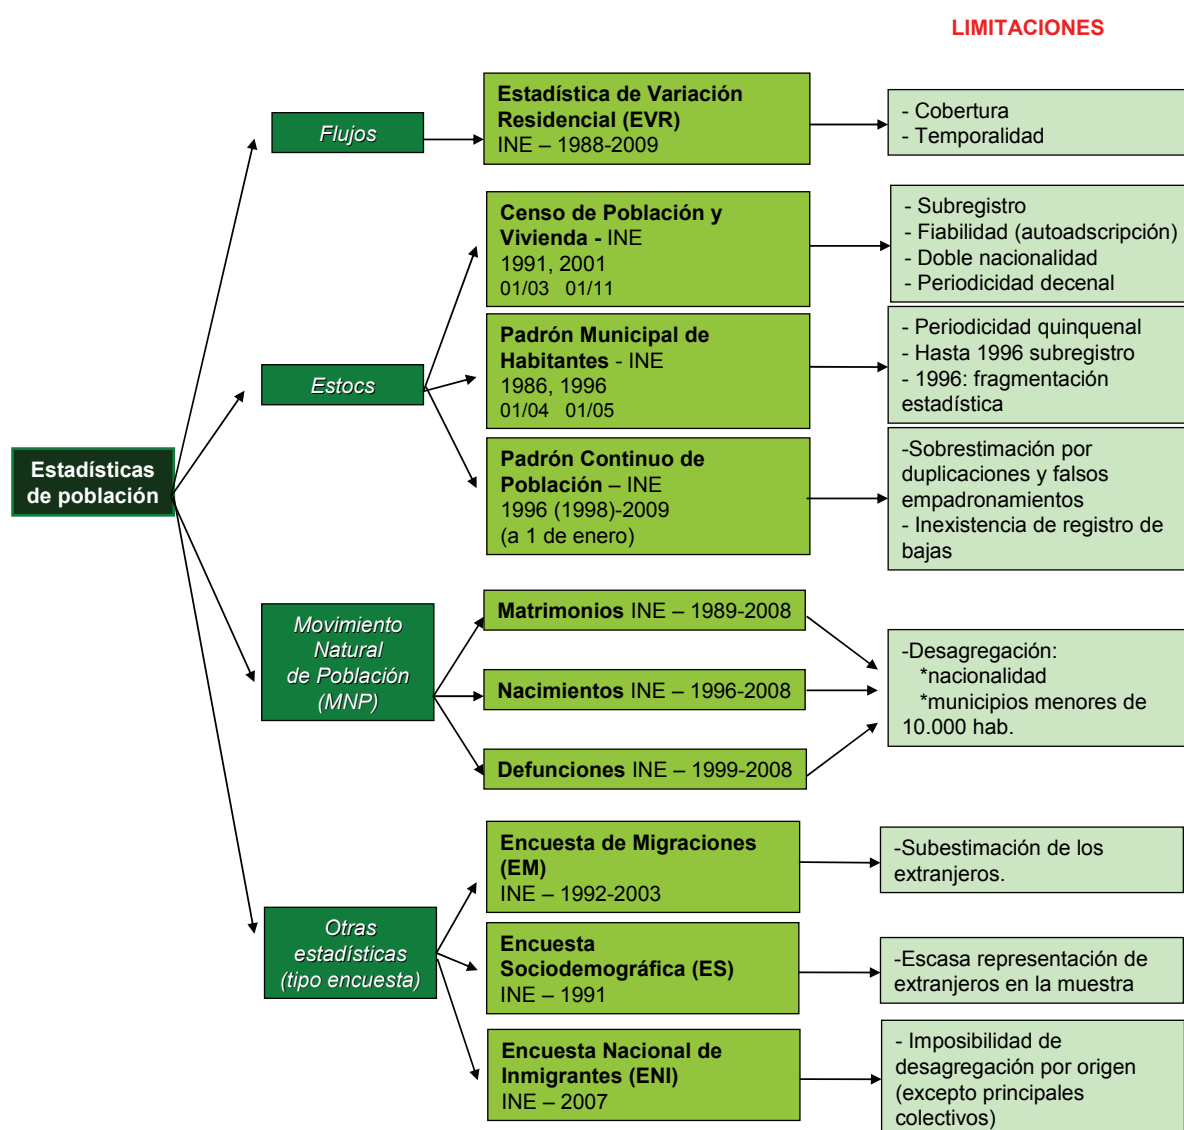 LIMITACIONES
Flujos
Estadística de Variación
Residencial (EVR)
INE – 1988-2009
- Cobertura
- Temporalidad
Estadísticas
de población
Estocs
Censo de Población y
Vivienda - INE
1991, 2001
01/03 01/11
- Subregistro
- Fiabilidad (autoadscripción)
- Doble nacionalidad
- Periodicidad decenal
Padrón Municipal de
Habitantes - INE
1986, 1996
01/04 01/05
- Periodicidad quinquenal
- Hasta 1996 subregistro
- 1996: fragmentación
estadística
Padrón Continuo de
Población – INE
1996 (1998)-2009
(a 1 de enero)
-Sobrestimación por
duplicaciones y falsos
empadronamientos
- Inexistencia de registro de
bajas
Movimiento
Natural
de Población
(MNP)
Matrimonios INE – 1989-2008
Nacimientos INE – 1996-2008
Defunciones INE – 1999-2008
-Desagregación:
*nacionalidad
*municipios menores de
10.000 hab.
Otras
estadísticas
(tipo encuesta)
Encuesta de Migraciones
(EM)
INE – 1992-2003
-Subestimación de los
extranjeros.
Encuesta
Sociodemográfica (ES)
INE – 1991
-Escasa representación de
extranjeros en la muestra
Encuesta Nacional de
Inmigrantes (ENI)
INE – 2007
- Imposibilidad de
desagregación por origen
(excepto principales
colectivos)